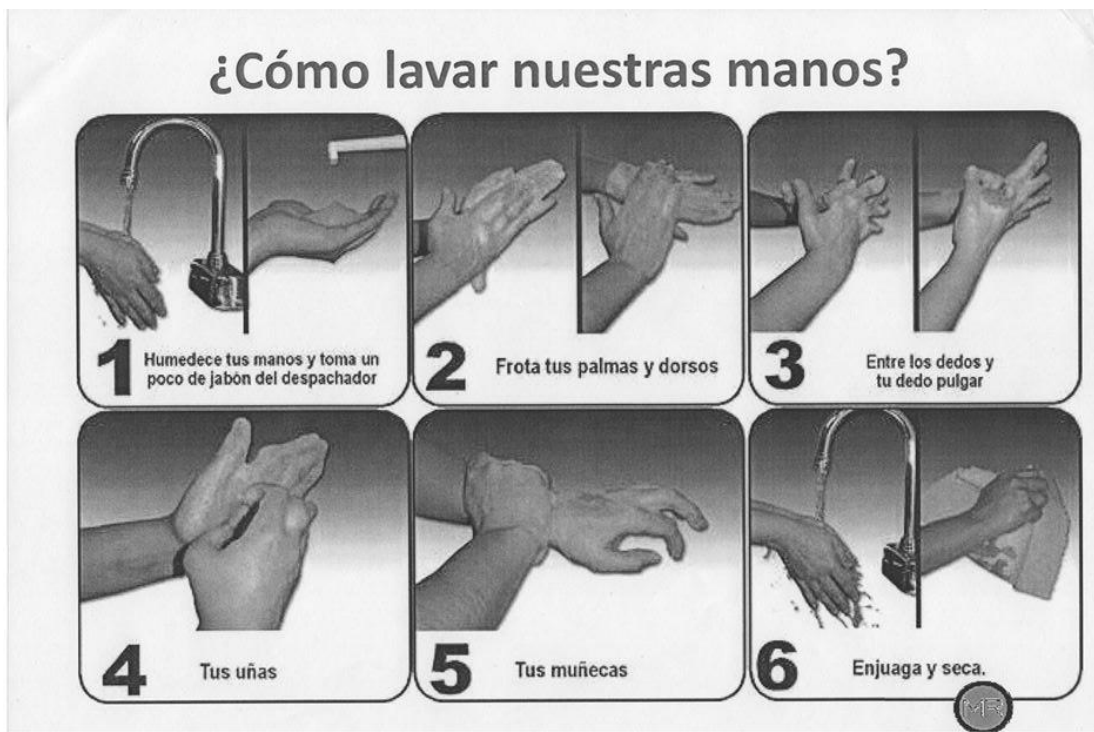 ¿Cómo lavar nuestras manos?
1
Humedece tus manos y toma un
poco de jabón del despachador
2
Frota tus palmas y dorsos
3
Entre los dedos y
tu dedo pulgar
4
Tus uñas
5
Tus muñecas
6
Enjuaga y seca.
MR